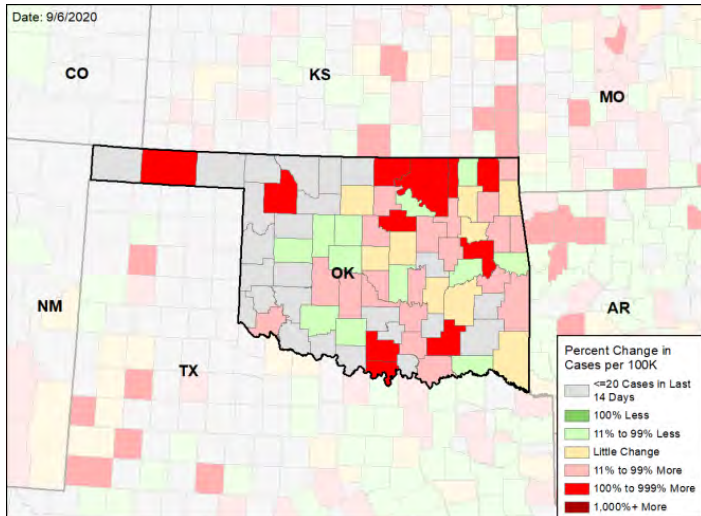 Date: 9/6/2020
CO
KS
MO
OK
NM
TX
AR
Percent Change in
Cases per 100K
<=20 Cases in Last
14 Days
100% Less
11% to 99% Less
Little Change
11% to 99% More
100% to 999% More
1,000%+ More